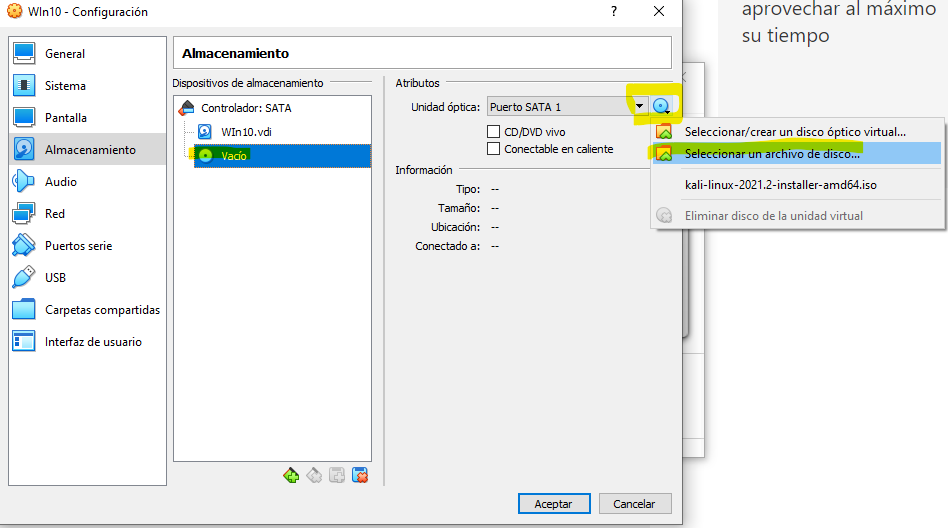 WIn10 - Configuración
?
aprovechar al máximo
su tiempo
General
Sistema
Pantalla
Almacenamiento
Audio
Red
Puertos serie
USB
Carpetas compartidas
Interfaz de usuario
Almacenamiento
Dispositivos de almacenamiento
Controlador: SATA
WIn10.vdi
Vacío
Atributos
Unidad óptica: Puerto SATA 1
CD/DVD vivo
Conectable en caliente
Información
Tipo: --
Tamaño: --
Ubicación: --
Conectado a: --
Seleccionar/crear un disco óptico virtual...
Seleccionar un archivo de disco...
kali-linux-2021.2-installer-amd64.iso
Eliminar disco de la unidad virtual
Aceptar
Cancelar